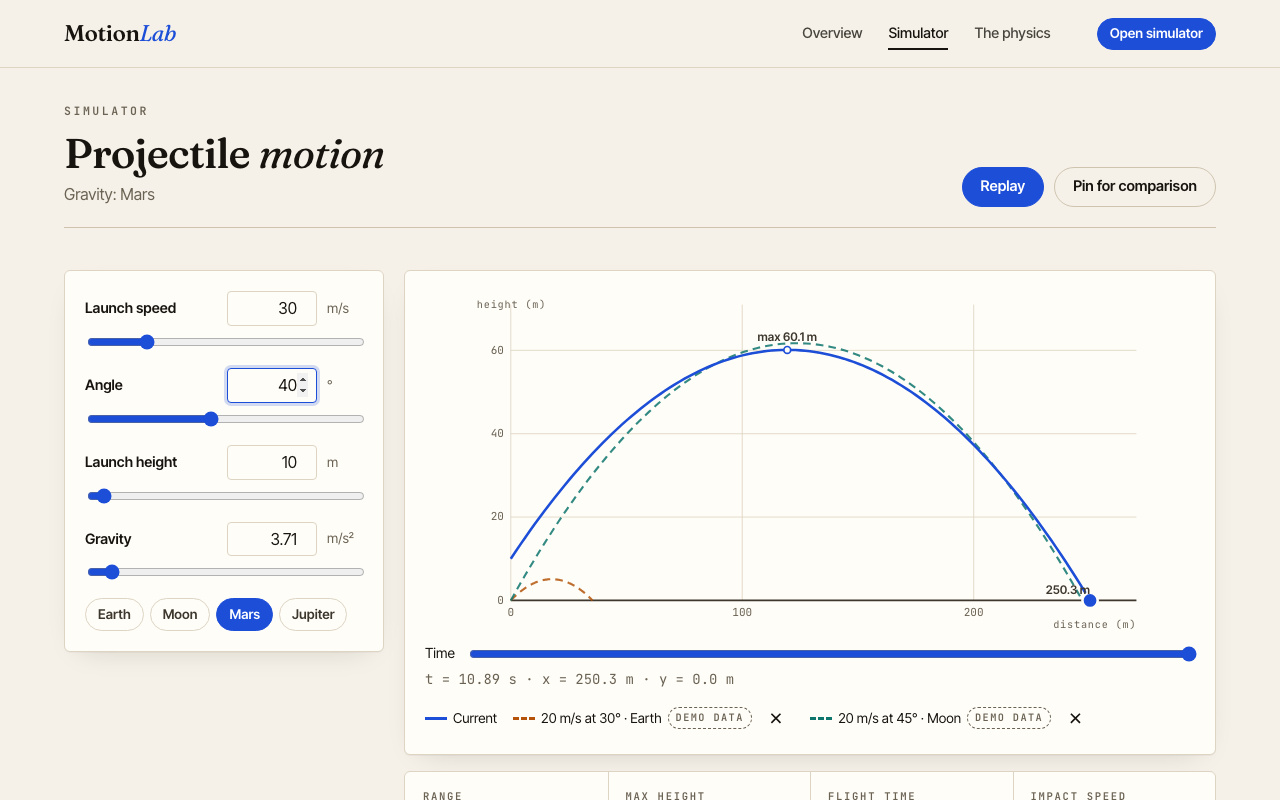 MotionLab
Overview
Simulator
The physics
Open simulator
SIMULATOR
Projectile motion
Gravity: Mars
Replay
Pin for comparison
Launch speed
30
m/s
Angle
40
°
Launch height
10
m
Gravity
3.71
m/s²
Earth
Moon
Mars
Jupiter
height (m)
max 60.1 m
60
40
20
0
250.3 m
0
100
200
distance (m)
Time
t = 10.89 s · x = 250.3 m · y = 0.0 m
Current
20 m/s at 30° · Earth
DEMO DATA
✕
20 m/s at 45° · Moon
DEMO DATA
✕
RANGE
MAX HEIGHT
FLIGHT TIME
IMPACT SPEED